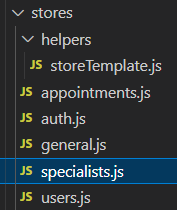 stores
helpers
JS storeTemplate.js
JS appointments.js
JS auth.js
JS general.js
JS specialists.js
JS users.js